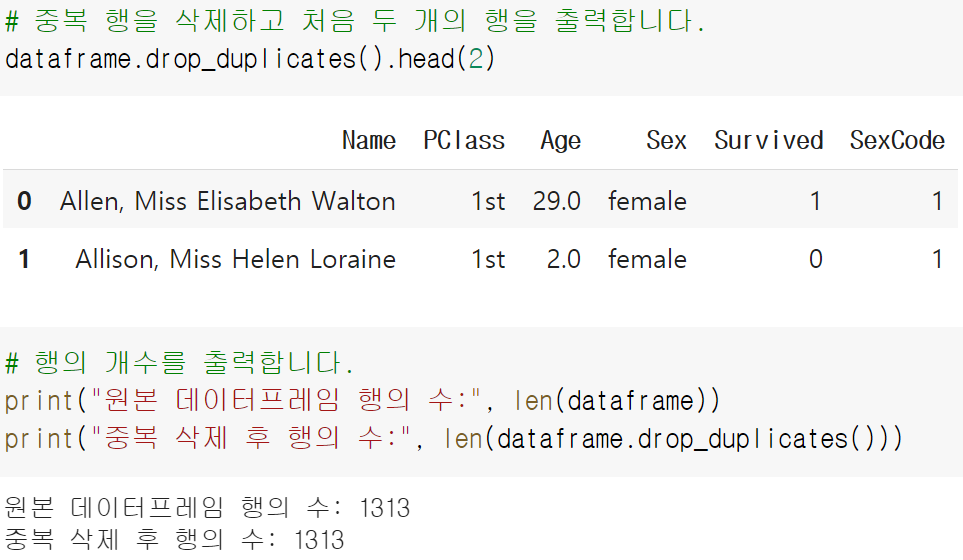 # 중복 행을 삭제하고 처음 두 개의 행을 출력합니다.
dataframe.drop_duplicates().head(2)
Name PClass Age Sex Survived SexCode
0 Allen, Miss Elisabeth Walton 1st 29.0 female 1 1
1 Allison, Miss Helen Loraine 1st 2.0 female 0 1
# 행의 개수를 출력합니다.
print("원본 데이터프레임 행의 수:", len(dataframe))
print("중복 삭제 후 행의 수:", len(dataframe.drop_duplicates()))
원본 데이터프레임 행의 수: 1313
중복 삭제 후 행의 수: 1313